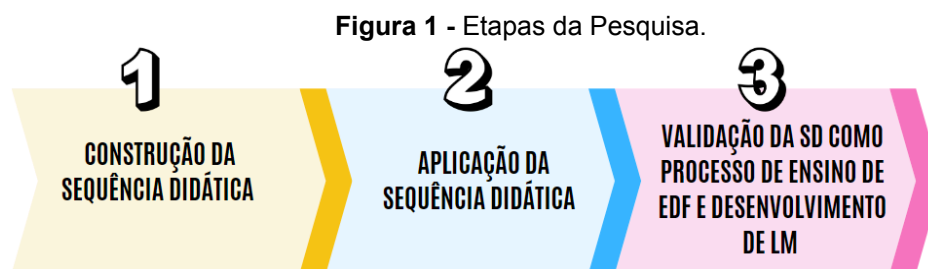 Figura 1 - Etapas da Pesquisa.
1
CONSTRUÇÃO DA
SEQUÊNCIA DIDÁTICA
2
APLICAÇÃO DA
SEQUÊNCIA DIDÁTICA
3
VALIDAÇÃO DA SD COMO
PROCESSO DE ENSINO DE
EDF E DESENVOLVIMENTO
DE LM